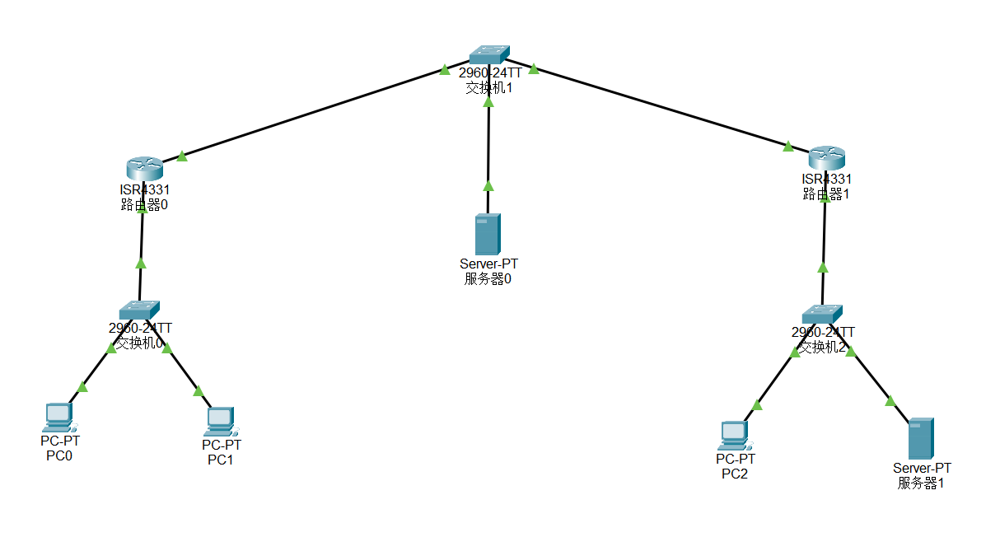 2960-24TT
交换机1
ISR4331
路由器0
ISR4331
路由器1
Server-PT
服务器0
2960-24TT
交换机0
2960-24TT
交换机2
PC-PT
PC0
PC-PT
PC1
PC-PT
PC2
Server-PT
服务器1